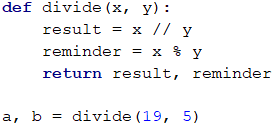 def divide(x, y):
    result = x // y
    reminder = x % y
    return result, reminder

a, b = divide(19, 5)